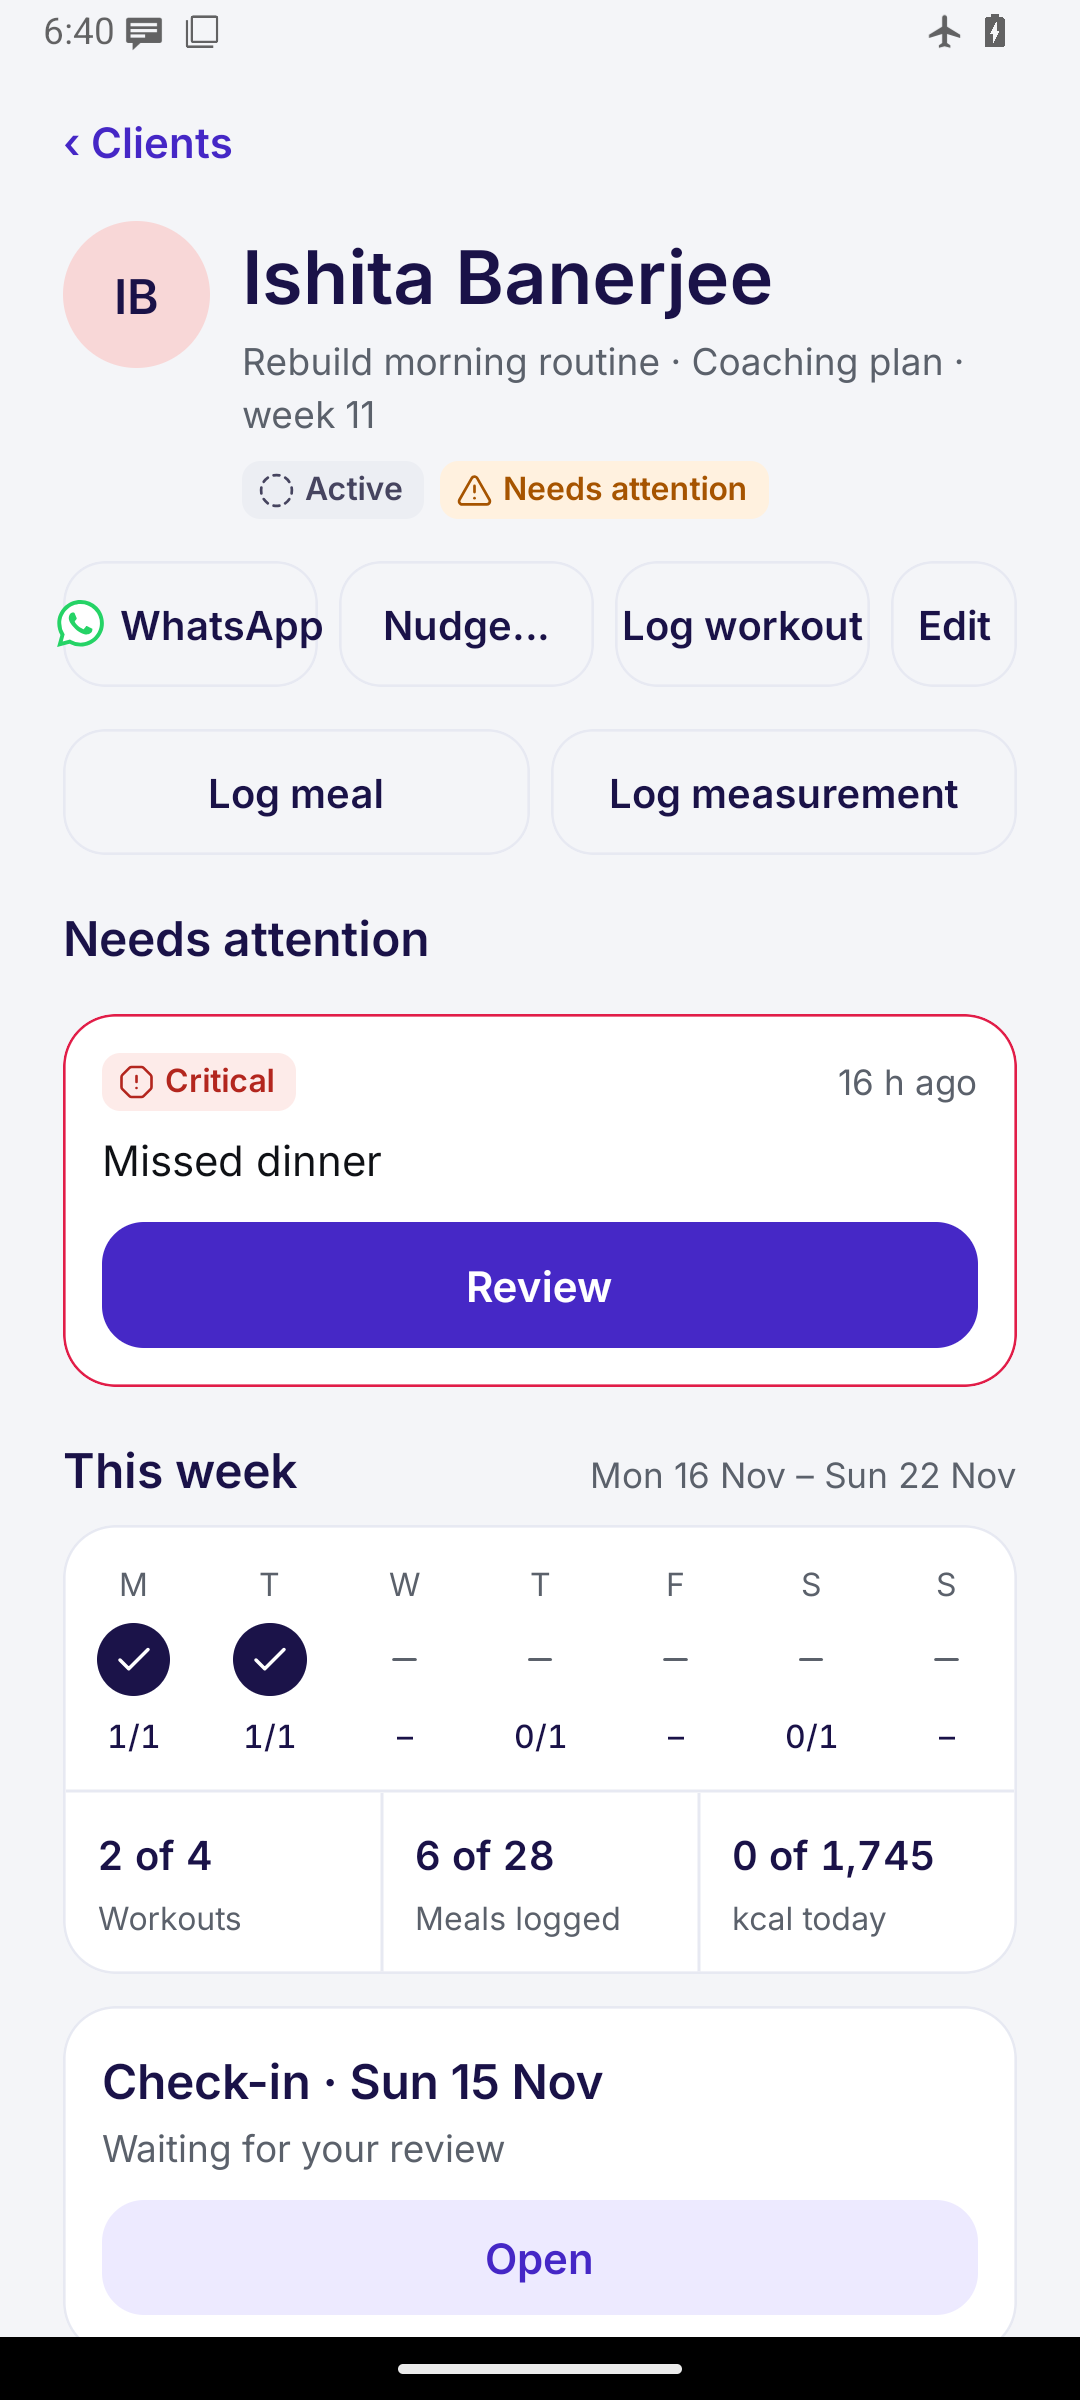 6:40
‹ Clients
IB
Ishita Banerjee
Rebuild morning routine · Coaching plan ·
week 11
Active
Needs attention
WhatsApp
Nudge...
Log workout
Edit
Log meal
Log measurement
Needs attention
Critical
16 h ago
Missed dinner
Review
This week
Mon 16 Nov – Sun 22 Nov
M T W T F S S
1/1 1/1 – 0/1 – 0/1 –
2 of 4
Workouts
6 of 28
Meals logged
0 of 1,745
kcal today
Check-in · Sun 15 Nov
Waiting for your review
Open